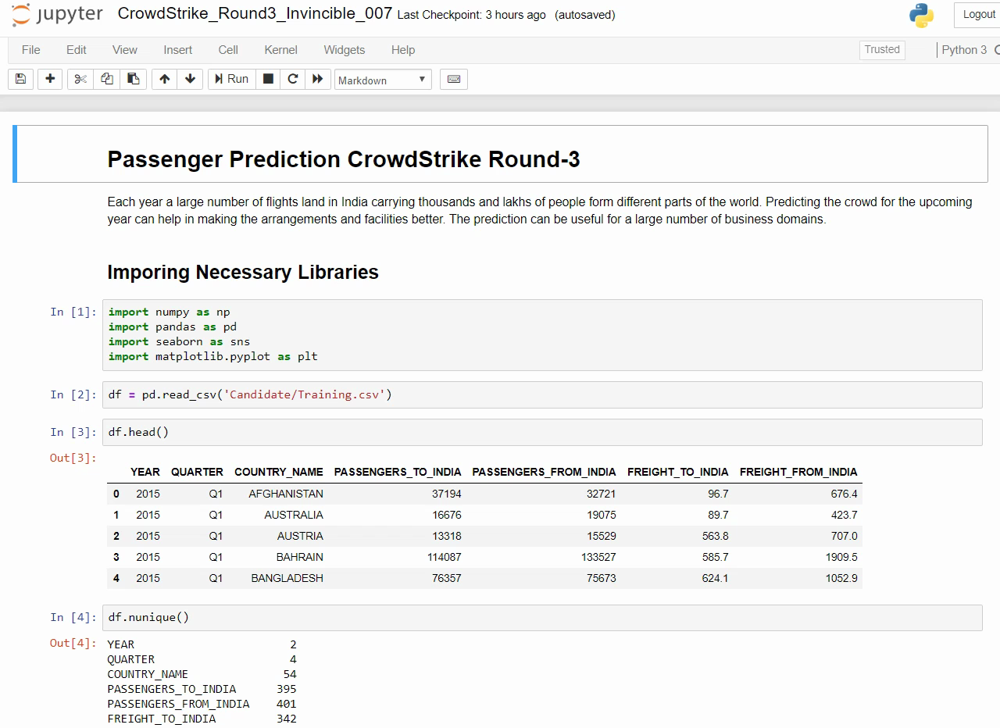 jupyter CrowdStrike_Round3_Invincible_007 Last Checkpoint: 3 hours ago (autosaved) Logout
File Edit View Insert Cell Kernel Widgets Help Trusted Python 3
Run Markdown
Passenger Prediction CrowdStrike Round-3
Each year a large number of flights land in India carrying thousands and lakhs of people form different parts of the world. Predicting the crowd for the upcoming
year can help in making the arrangements and facilities better. The prediction can be useful for a large number of business domains.
Imporing Necessary Libraries
In [1]: import numpy as np
import pandas as pd
import seaborn as sns
import matplotlib.pyplot as plt
In [2]: df = pd.read_csv('Candidate/Training.csv')
In [3]: df.head()
Out[3]:
YEAR QUARTER COUNTRY_NAME PASSENGERS_TO_INDIA PASSENGERS_FROM_INDIA FREIGHT_TO_INDIA FREIGHT_FROM_INDIA
0 2015 Q1 AFGHANISTAN 37194 32721 96.7 676.4
1 2015 Q1 AUSTRALIA 16676 19075 89.7 423.7
2 2015 Q1 AUSTRIA 13318 15529 563.8 707.0
3 2015 Q1 BAHRAIN 114087 133527 585.7 1909.5
4 2015 Q1 BANGLADESH 76357 75673 624.1 1052.9
In [4]: df.nunique()
Out[4]: YEAR 2
QUARTER 4
COUNTRY_NAME 54
PASSENGERS_TO_INDIA 395
PASSENGERS_FROM_INDIA 401
FREIGHT_TO_INDIA 342